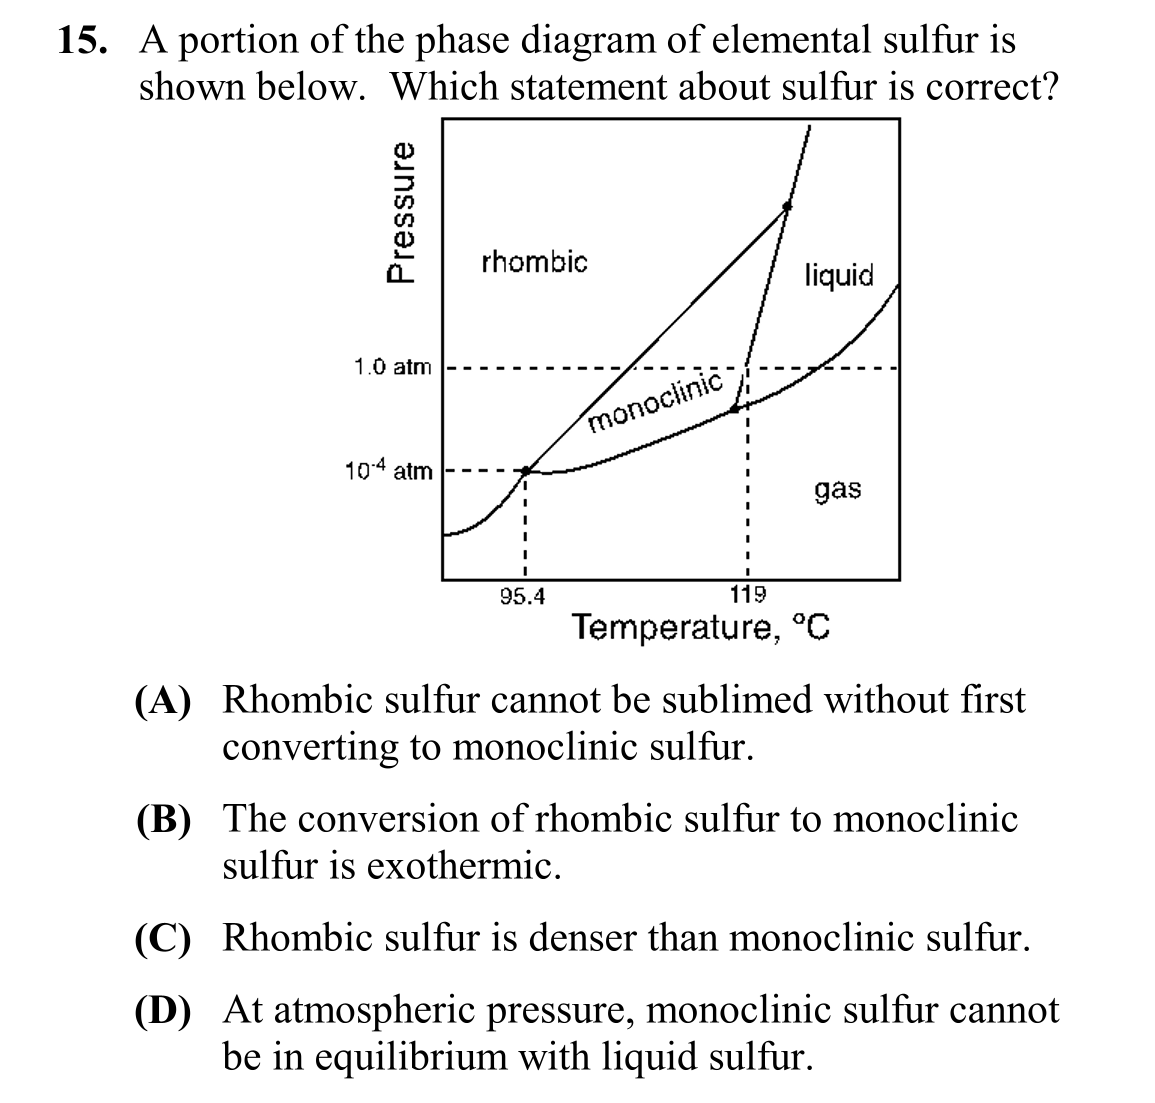 15. A portion of the phase diagram of elemental sulfur is
shown below. Which statement about sulfur is correct?
Pressure
rhombic
liquid
1.0 atm
monoclinic
10⁻⁴ atm
gas
95.4
119
Temperature, °C
(A) Rhombic sulfur cannot be sublimed without first
converting to monoclinic sulfur.
(B) The conversion of rhombic sulfur to monoclinic
sulfur is exothermic.
(C) Rhombic sulfur is denser than monoclinic sulfur.
(D) At atmospheric pressure, monoclinic sulfur cannot
be in equilibrium with liquid sulfur.